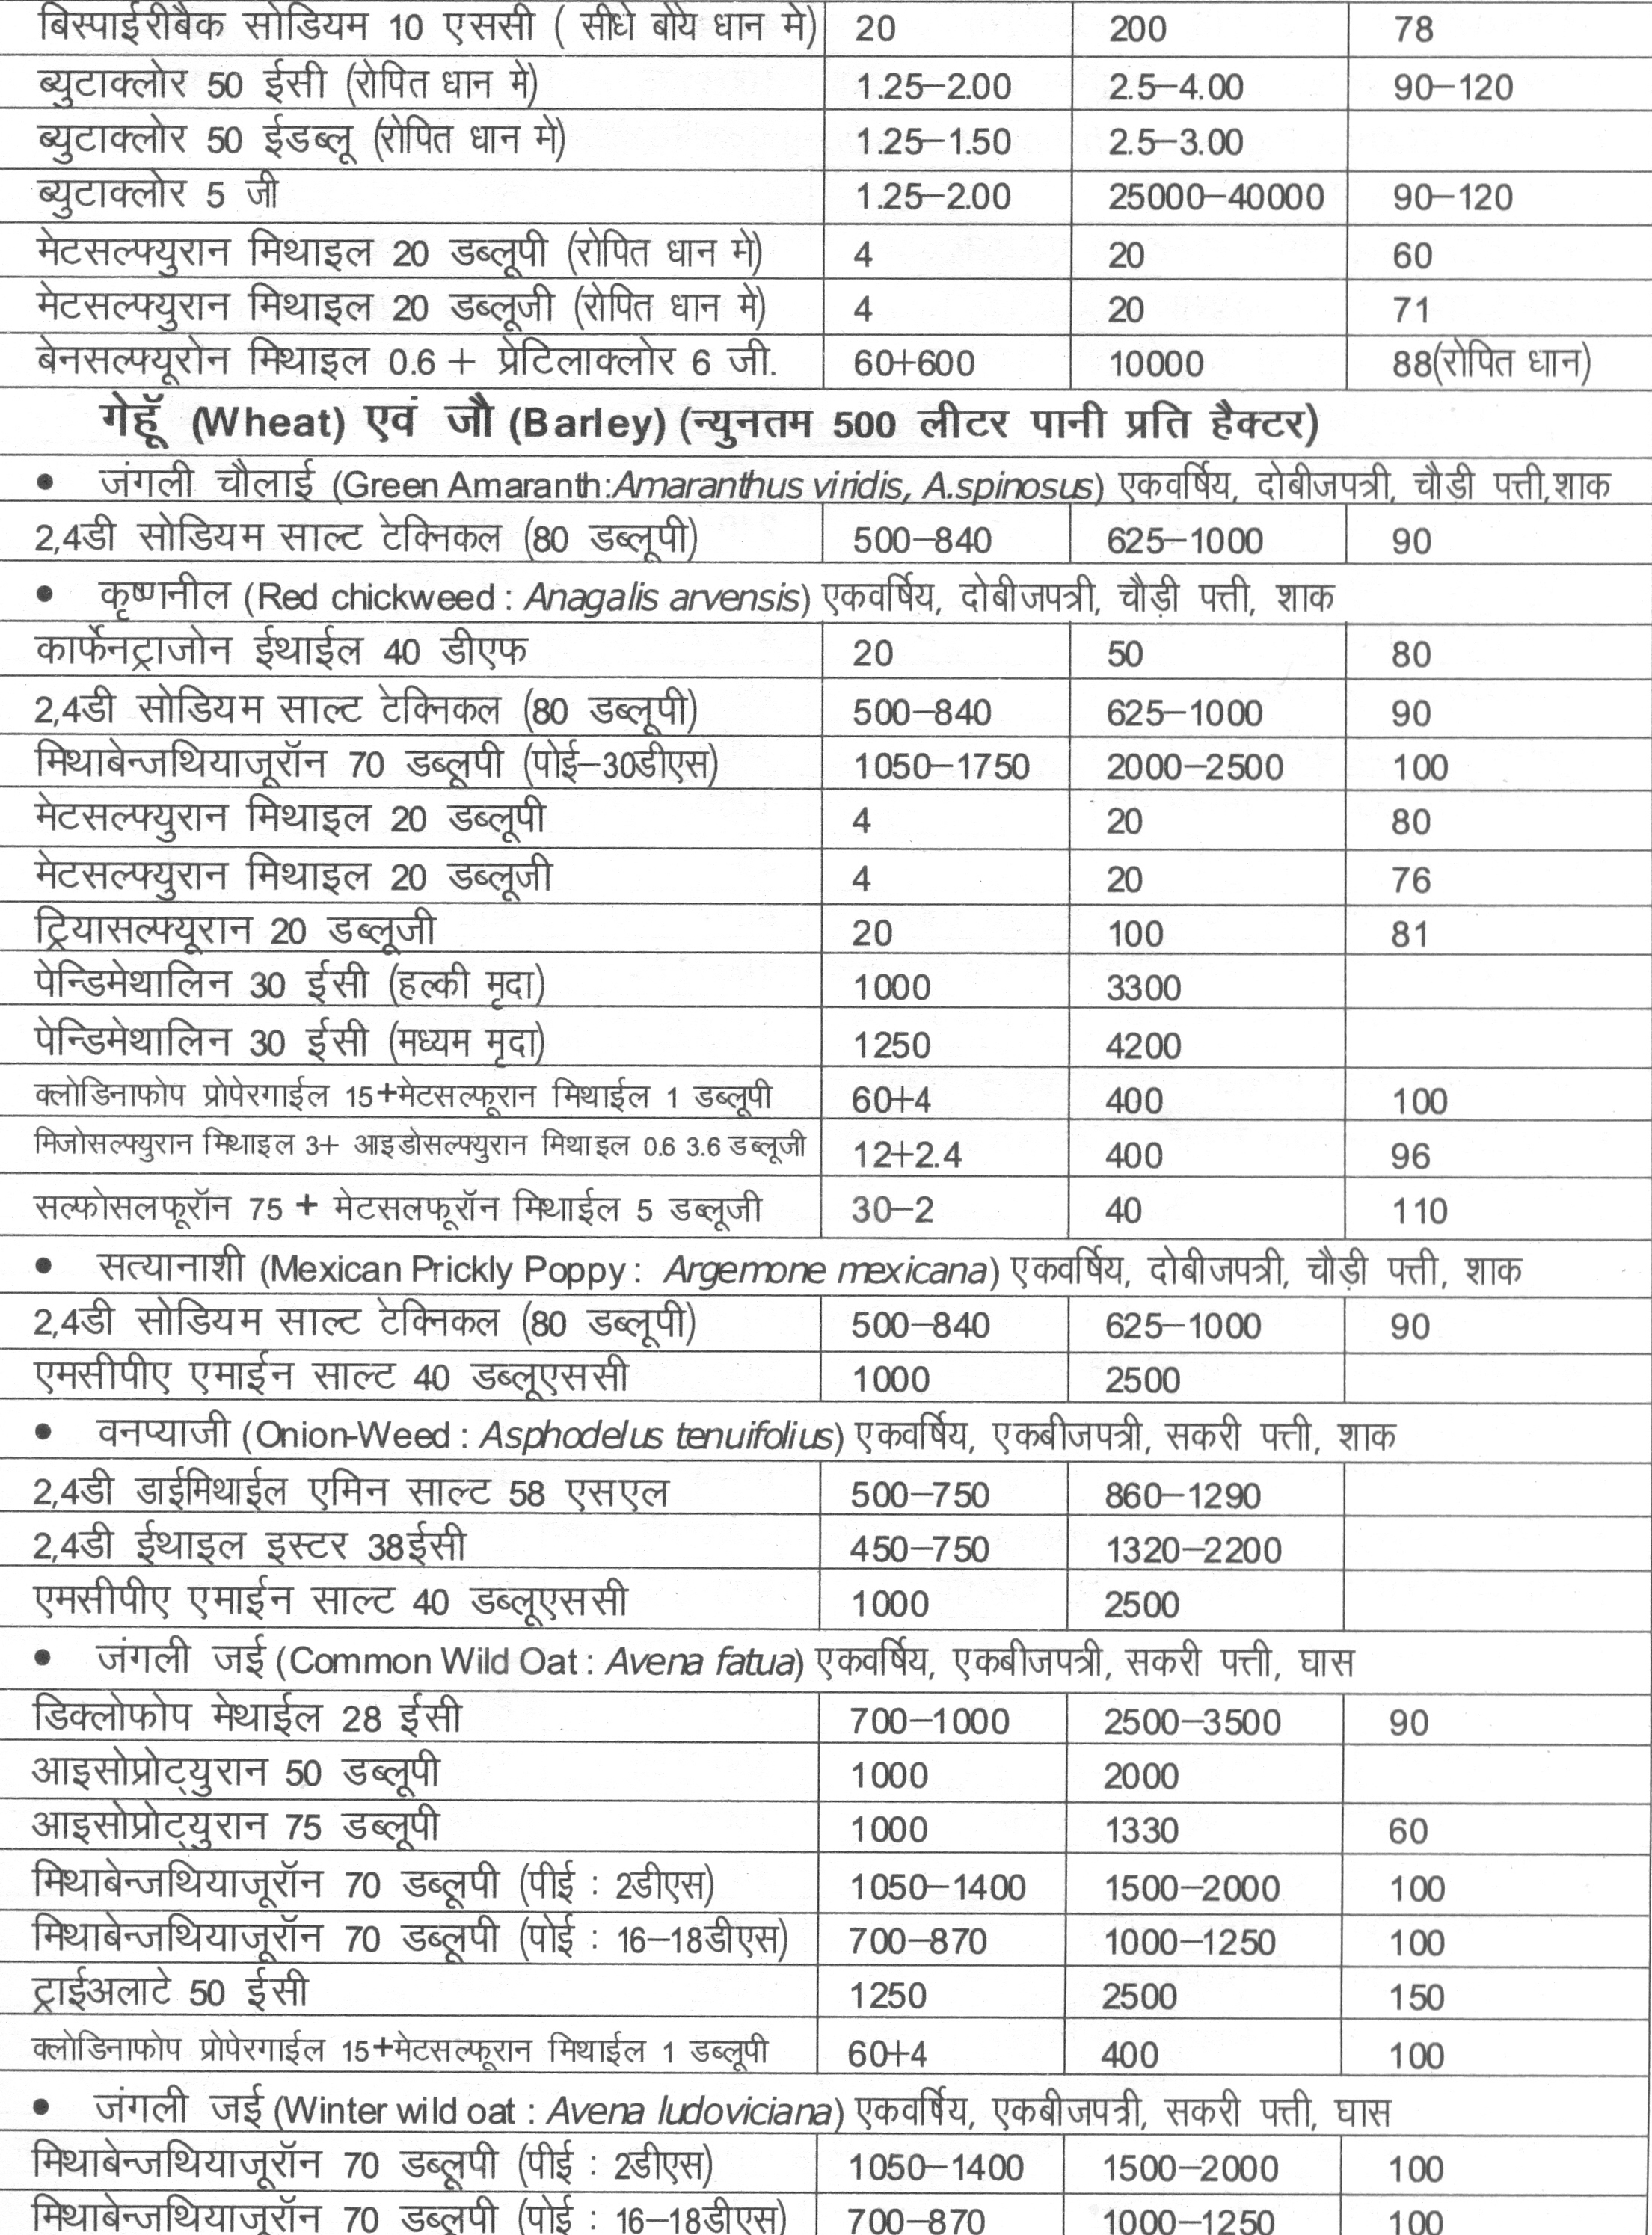 बिस्पाईरीबैक सोडियम 10 एससी ( सीधे बोये धान मे) 20 200 78
ब्युटाक्लोर 50 ईसी (रोपित धान मे) 1.25–2.00 2.5–4.00 90–120
ब्युटाक्लोर 50 ईडब्लू (रोपित धान मे) 1.25–1.50 2.5–3.00
ब्युटाक्लोर 5 जी 1.25–2.00 25000–40000 90–120
मेटसल्फ्युरान मिथाइल 20 डब्लूपी (रोपित धान मे) 4 20 60
मेटसल्फ्युरान मिथाइल 20 डब्लूजी (रोपित धान मे) 4 20 71
बेनसल्फ्यूरोन मिथाइल 0.6 + प्रेटिलाक्लोर 6 जी. 60+600 10000 88(रोपित धान)
गेहूँ (Wheat) एवं जौ (Barley) (न्युनतम 500 लीटर पानी प्रति हैक्टर)
• जंगली चौलाई (Green Amaranth:Amaranthus viridis, A.spinosus) एकवर्षिय, दोबीजपत्री, चौड़ी पत्ती,शाक
2,4डी सोडियम साल्ट टेक्निकल (80 डब्लूपी) 500–840 625–1000 90
• कृष्णनील (Red chickweed : Anagalis arvensis) एकवर्षिय, दोबीजपत्री, चौड़ी पत्ती, शाक
कार्फेनट्राजोन ईथाईल 40 डीएफ 20 50 80
2,4डी सोडियम साल्ट टेक्निकल (80 डब्लूपी) 500–840 625–1000 90
मिथाबेन्जथियाजूरॉन 70 डब्लूपी (पोई–30डीएस) 1050–1750 2000–2500 100
मेटसल्फ्युरान मिथाइल 20 डब्लूपी 4 20 80
मेटसल्फ्युरान मिथाइल 20 डब्लूजी 4 20 76
ट्रियासल्फ्यूरान 20 डब्लूजी 20 100 81
पेन्डिमेथालिन 30 ईसी (हल्की मृदा) 1000 3300
पेन्डिमेथालिन 30 ईसी (मध्यम मृदा) 1250 4200
क्लोडिनाफोप प्रोपेरगाईल 15+मेटसल्फूरान मिथाईल 1 डब्लूपी 60+4 400 100
मिजोसल्फ्युरान मिथाइल 3+ आइडोसल्फ्युरान मिथाइल 0.6 3.6 डब्लूजी 12+2.4 400 96
सल्फोसलफूरॉन 75 + मेटसलफूरॉन मिथाईल 5 डब्लूजी 30–2 40 110
• सत्यानाशी (Mexican Prickly Poppy : Argemone mexicana) एकवर्षिय, दोबीजपत्री, चौड़ी पत्ती, शाक
2,4डी सोडियम साल्ट टेक्निकल (80 डब्लूपी) 500–840 625–1000 90
एमसीपीए एमाईन साल्ट 40 डब्लूएससी 1000 2500
• वनप्याजी (Onion-Weed : Asphodelus tenuifolius) एकवर्षिय, एकबीजपत्री, सकरी पत्ती, शाक
2,4डी डाईमिथाईल एमिन साल्ट 58 एसएल 500–750 860–1290
2,4डी ईथाइल इस्टर 38ईसी 450–750 1320–2200
एमसीपीए एमाईन साल्ट 40 डब्लूएससी 1000 2500
• जंगली जई (Common Wild Oat : Avena fatua) एकवर्षिय, एकबीजपत्री, सकरी पत्ती, घास
डिक्लोफोप मेथाईल 28 ईसी 700–1000 2500–3500 90
आइसोप्रोट्युरान 50 डब्लूपी 1000 2000
आइसोप्रोट्युरान 75 डब्लूपी 1000 1330 60
मिथाबेन्जथियाजूरॉन 70 डब्लूपी (पीई : 2डीएस) 1050–1400 1500–2000 100
मिथाबेन्जथियाजूरॉन 70 डब्लूपी (पोई : 16–18डीएस) 700–870 1000–1250 100
ट्राईअलाटे 50 ईसी 1250 2500 150
क्लोडिनाफोप प्रोपेरगाईल 15+मेटसल्फूरान मिथाईल 1 डब्लूपी 60+4 400 100
• जंगली जई (Winter wild oat : Avena ludoviciana) एकवर्षिय, एकबीजपत्री, सकरी पत्ती, घास
मिथाबेन्जथियाजूरॉन 70 डब्लूपी (पीई : 2डीएस) 1050–1400 1500–2000 100
मिथाबेन्जथियाजूरॉन 70 डब्लूपी (पोई : 16–18डीएस) 700–870 1000–1250 100